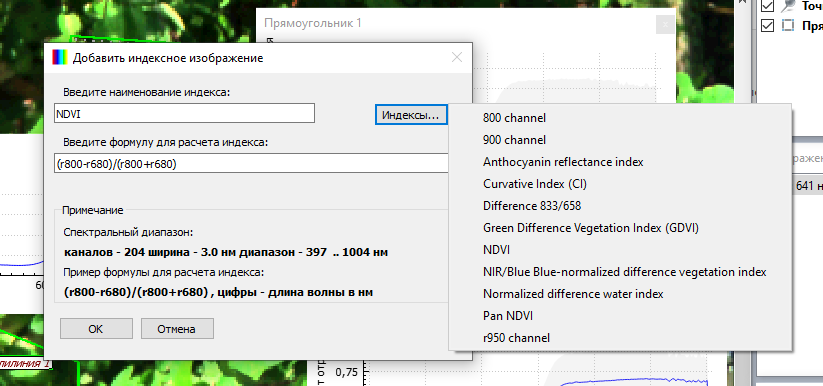 Прямоугольник 1
Точ
Пря
Добавить индексное изображение
Введите наименование индекса:
NDVI
Индексы...
Введите формулу для расчета индекса:
(r800-r680)/(r800+r680)
Примечание
Спектральный диапазон:
каналов - 204 ширина - 3.0 нм диапазон - 397 .. 1004 нм
Пример формулы для расчета индекса:
(r800-r680)/(r800+r680) , цифры - длина волны в нм
OK
Отмена
800 channel
900 channel
Anthocyanin reflectance index
Curvative Index (CI)
Difference 833/658
Green Difference Vegetation Index (GDVI)
NDVI
NIR/Blue Blue-normalized difference vegetation index
Normalized difference water index
Pan NDVI
r950 channel
ражен
641 н
60
пилиния 1
т от
0,75